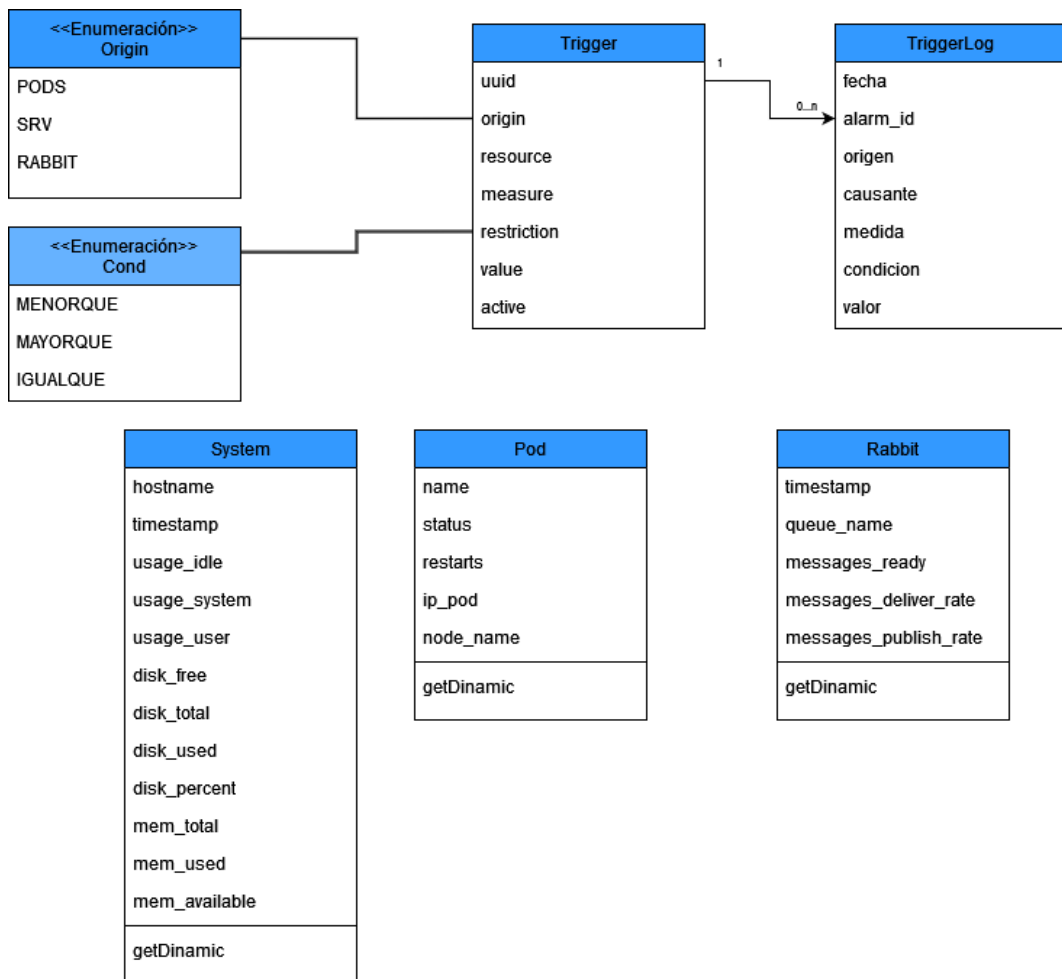 <<Enumeración>>
Origin
PODS
SRV
RABBIT
<<Enumeración>>
Cond
MENORQUE
MAYORQUE
IGUALQUE
Trigger
uuid
origin
resource
measure
restriction
value
active
1
0...n
TriggerLog
fecha
alarm_id
origen
causante
medida
condicion
valor
System
hostname
timestamp
usage_idle
usage_system
usage_user
disk_free
disk_total
disk_used
disk_percent
mem_total
mem_used
mem_available
getDinamic
Pod
name
status
restarts
ip_pod
node_name
getDinamic
Rabbit
timestamp
queue_name
messages_ready
messages_deliver_rate
messages_publish_rate
getDinamic